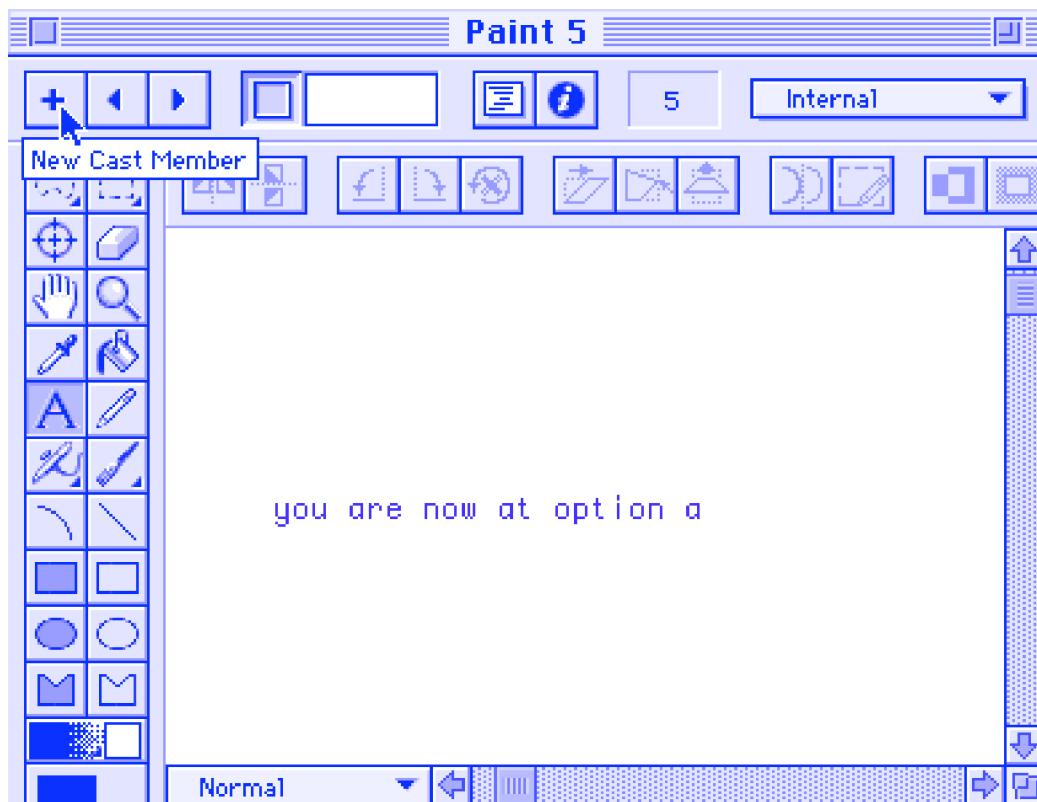 Paint 5
5
Internal
New Cast Member
A
you are now at option a
Normal